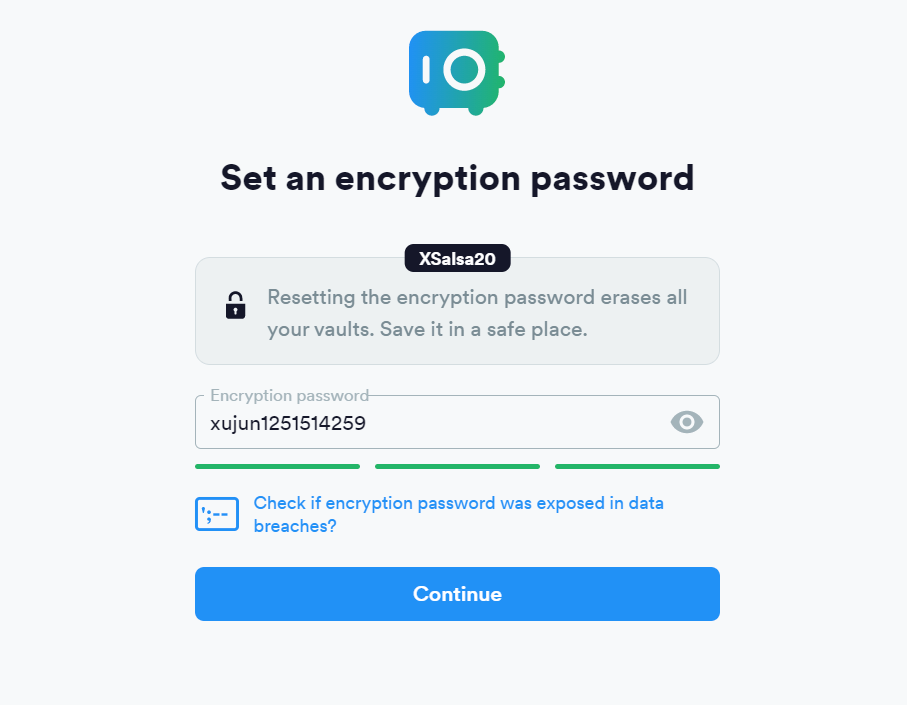 Set an encryption password
XSalsa20
Resetting the encryption password erases all
your vaults. Save it in a safe place.
Encryption password
xujun1251514259
';--
Check if encryption password was exposed in data
breaches?
Continue